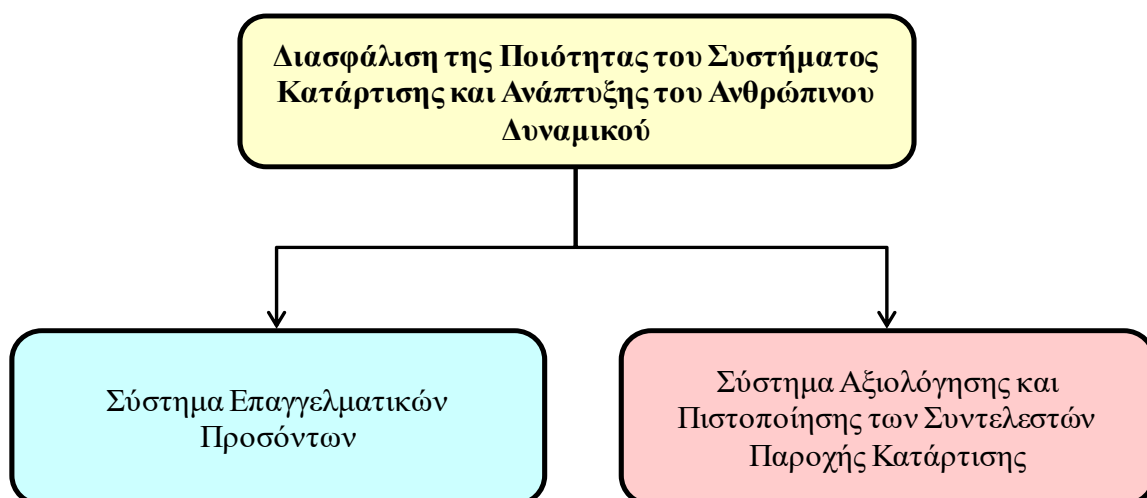 Διασφάλιση της Ποιότητας του Συστήματος
Κατάρτισης και Ανάπτυξης του Ανθρώπινου
Δυναμικού
Σύστημα Επαγγελματικών
Προσόντων
Σύστημα Αξιολόγησης και
Πιστοποίησης των Συντελεστών
Παροχής Κατάρτισης